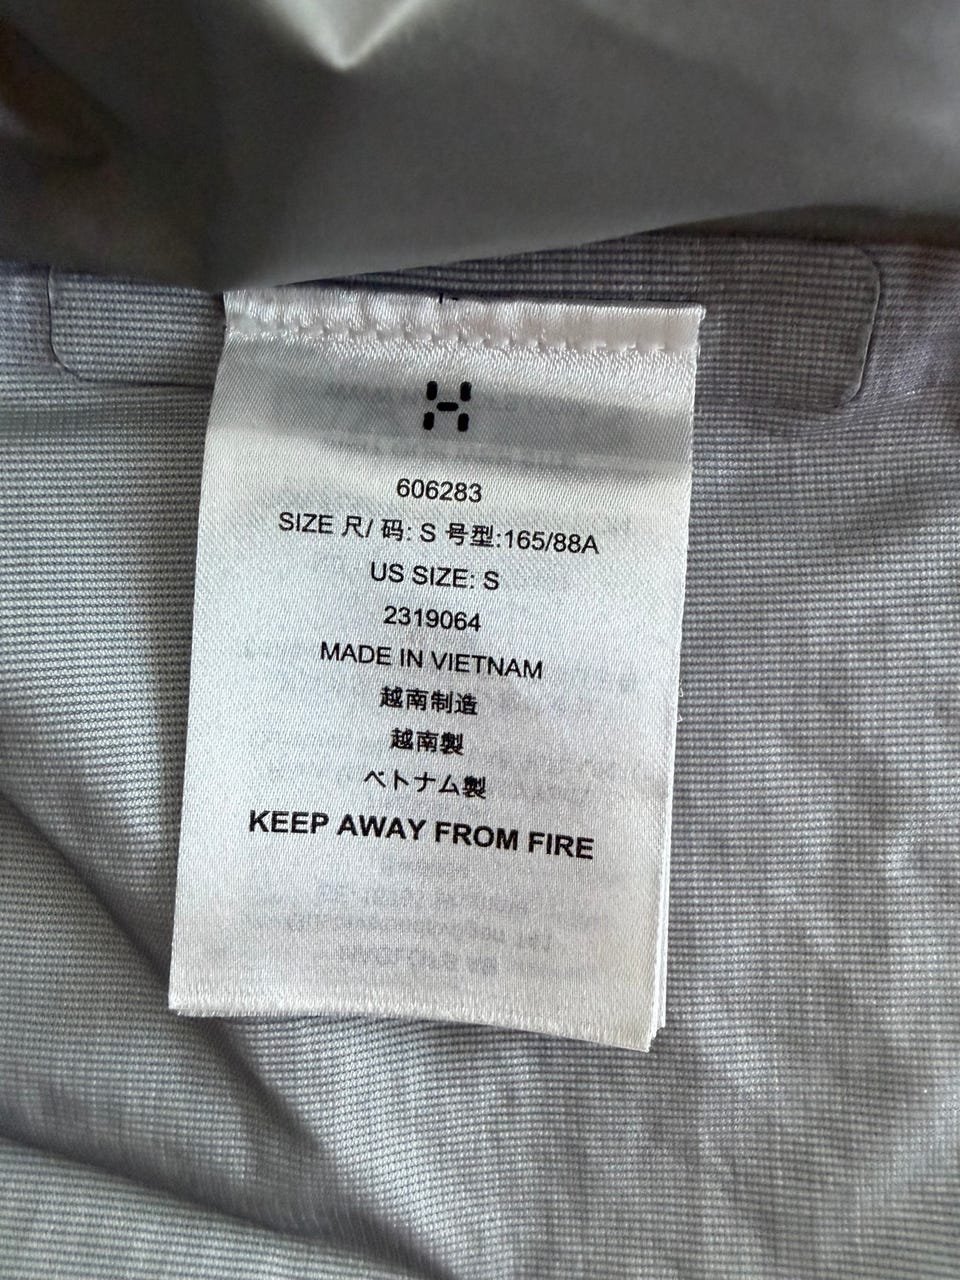 606283
SIZE 尺/ 码: S 号型:165/88A
US SIZE: S
2319064
MADE IN VIETNAM
越南制造
越南製
ベトナム製
KEEP AWAY FROM FIRE